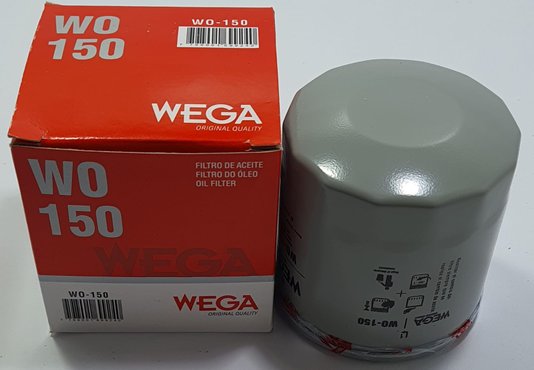 WO
150
WO-150
WEGA
ORIGINAL QUALITY
WO
150
FILTRO DE ACEITE
FILTRO DO ÓLEO
OIL FILTER
WEGA
WO-150
WEGA
ORIGINAL QUALITY
WEGA
WO-150